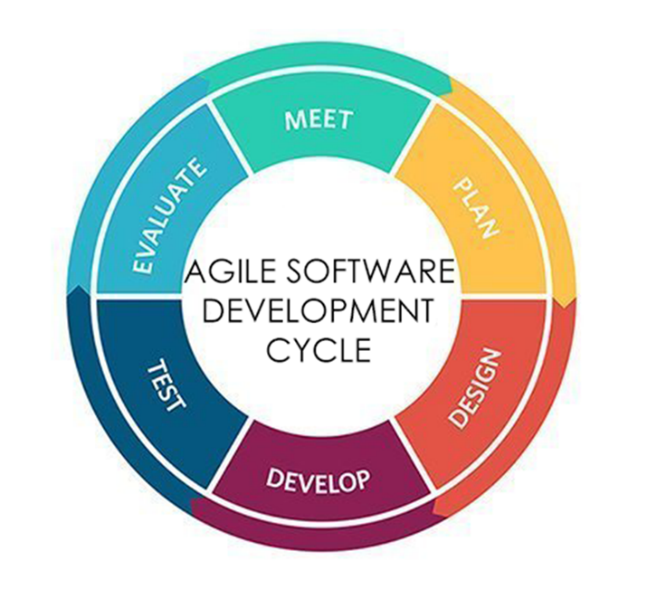 MEET
PLAN
DESIGN
DEVELOP
TEST
EVALUATE
AGILE SOFTWARE
DEVELOPMENT
CYCLE